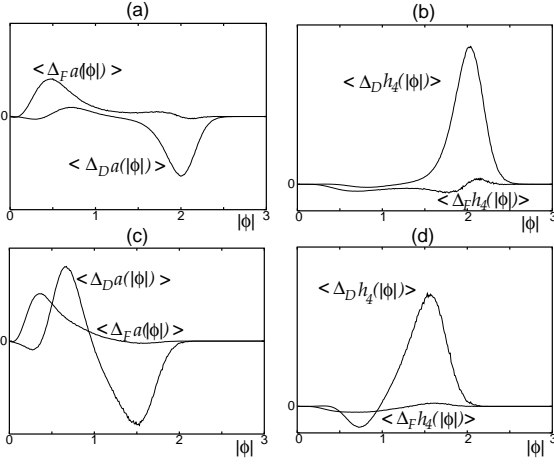 (a)
< Δ_F a(|ϕ|) >
< Δ_D a(|ϕ|) >
0
0 1 2 3
|ϕ|
(b)
< Δ_D h_4(|ϕ|) >
< Δ_F h_4(|ϕ|) >
0
0 1 2 3
|ϕ|
(c)
< Δ_D a(|ϕ|) >
< Δ_F a(|ϕ|) >
0
0 1 2 3
|ϕ|
(d)
< Δ_D h_4(|ϕ|) >
< Δ_F h_4(|ϕ|) >
0
0 1 2 3
|ϕ|